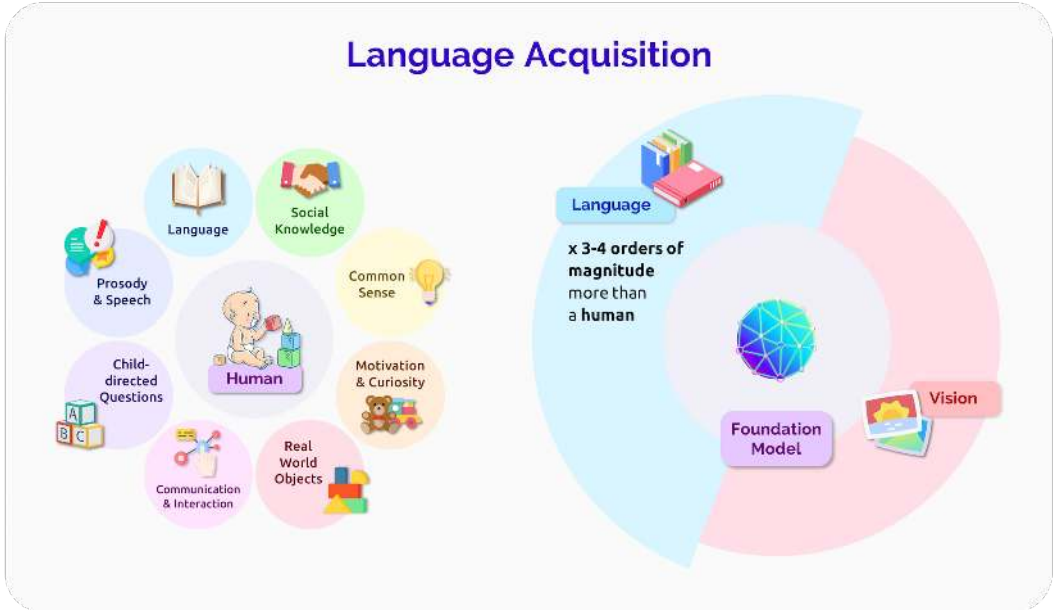 Language Acquisition
Language
Social
Knowledge
Prosody
& Speech
Common
Sense
Child-
directed
Questions
Human
Motivation
& Curiosity
A
B C
Communication
& Interaction
Real
World
Objects
Language
x 3-4 orders of
magnitude
more than
a human
Vision
Foundation
Model